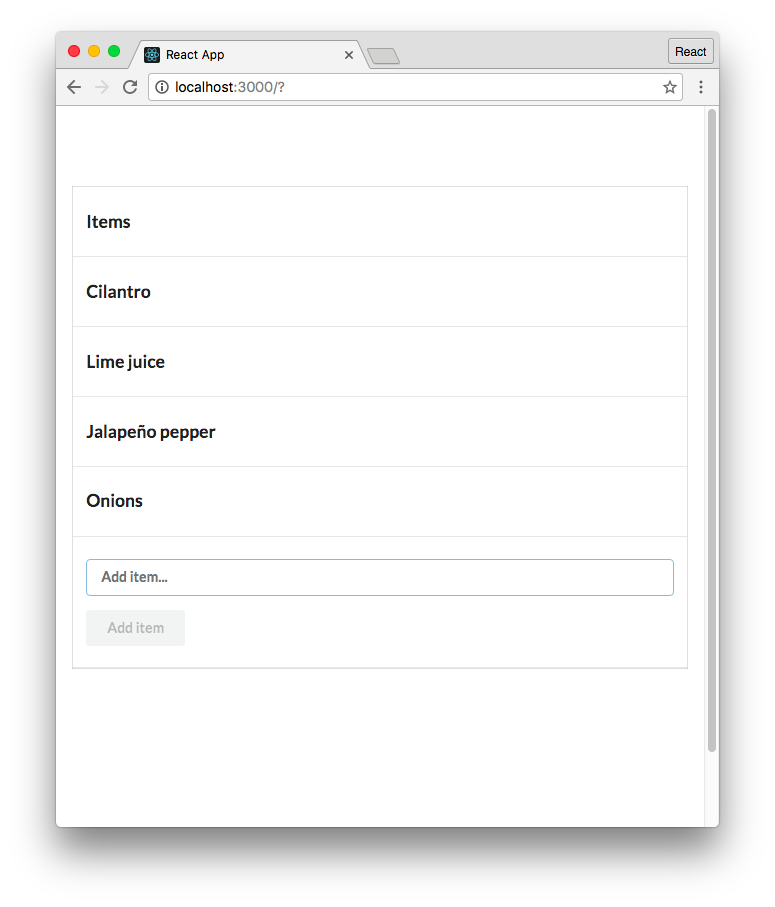 React App
React
localhost:3000/?
Items
Cilantro
Lime juice
Jalapeño pepper
Onions
Add item...
Add item